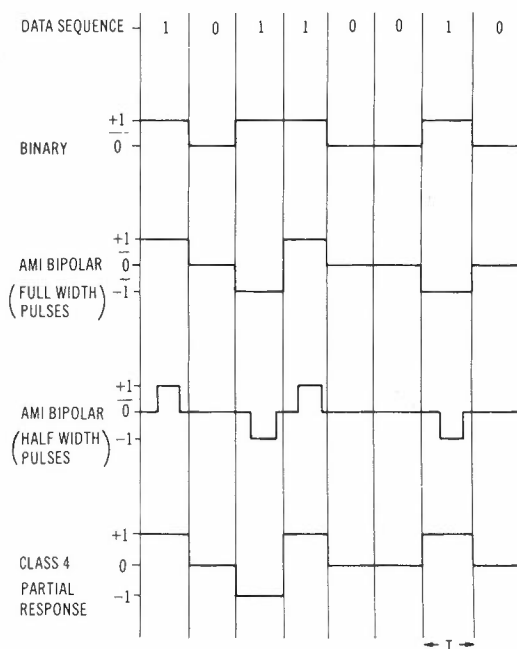 DATA SEQUENCE 1 0 1 1 0 0 1 0
+1
BINARY 0
+1
AMI BIPOLAR 0
(FULL WIDTH PULSES) -1
+1
AMI BIPOLAR 0
(HALF WIDTH PULSES) -1
+1
CLASS 4 0
PARTIAL -1
RESPONSE
T